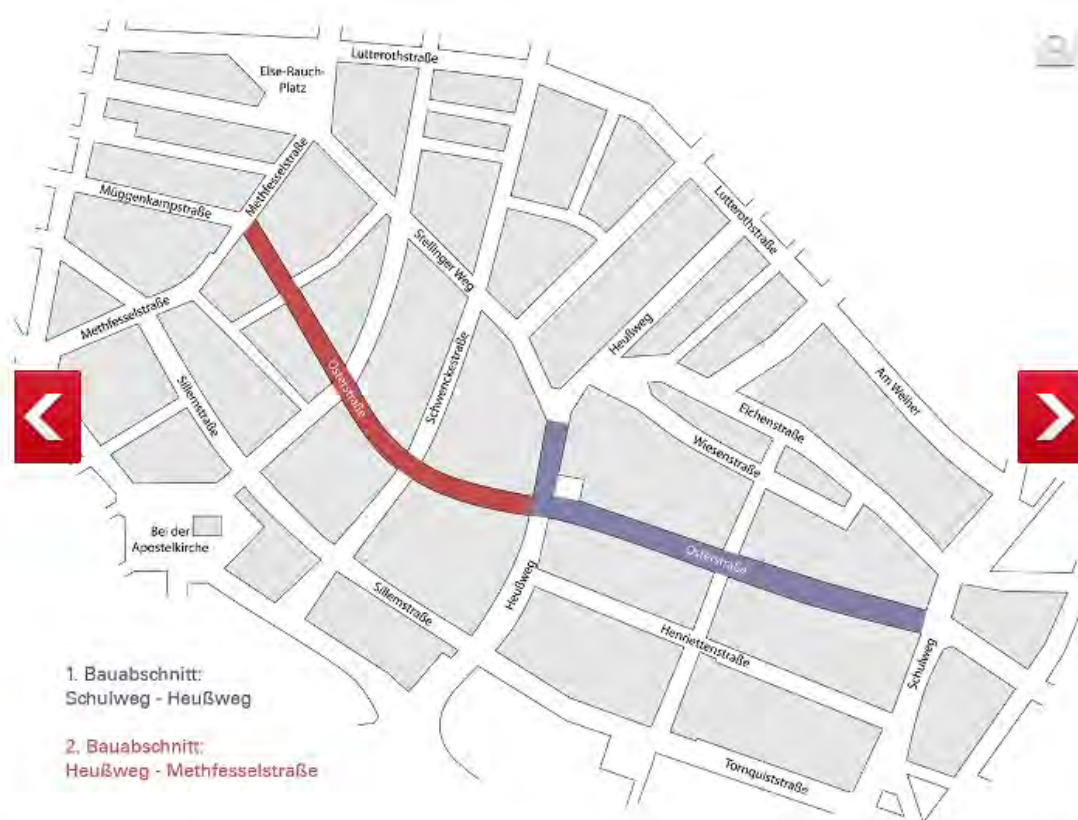 Lutterothstraße
Else-Rauch-
Platz
Methfesselstraße
Müggenkampstraße
Lutterothstraße
Stellinger Weg
Methfesselstraße
Heußweg
Osterstraße
Schwenckestraße
Sillemstraße
Am Weiher
Eichenstraße
Wiesenstraße
Bei der
Apostelkirche
Osterstraße
Heußweg
Sillemstraße
Henriettenstraße
Schulweg
Tornquiststraße
1. Bauabschnitt:
Schulweg - Heußweg
2. Bauabschnitt:
Heußweg - Methfesselstraße